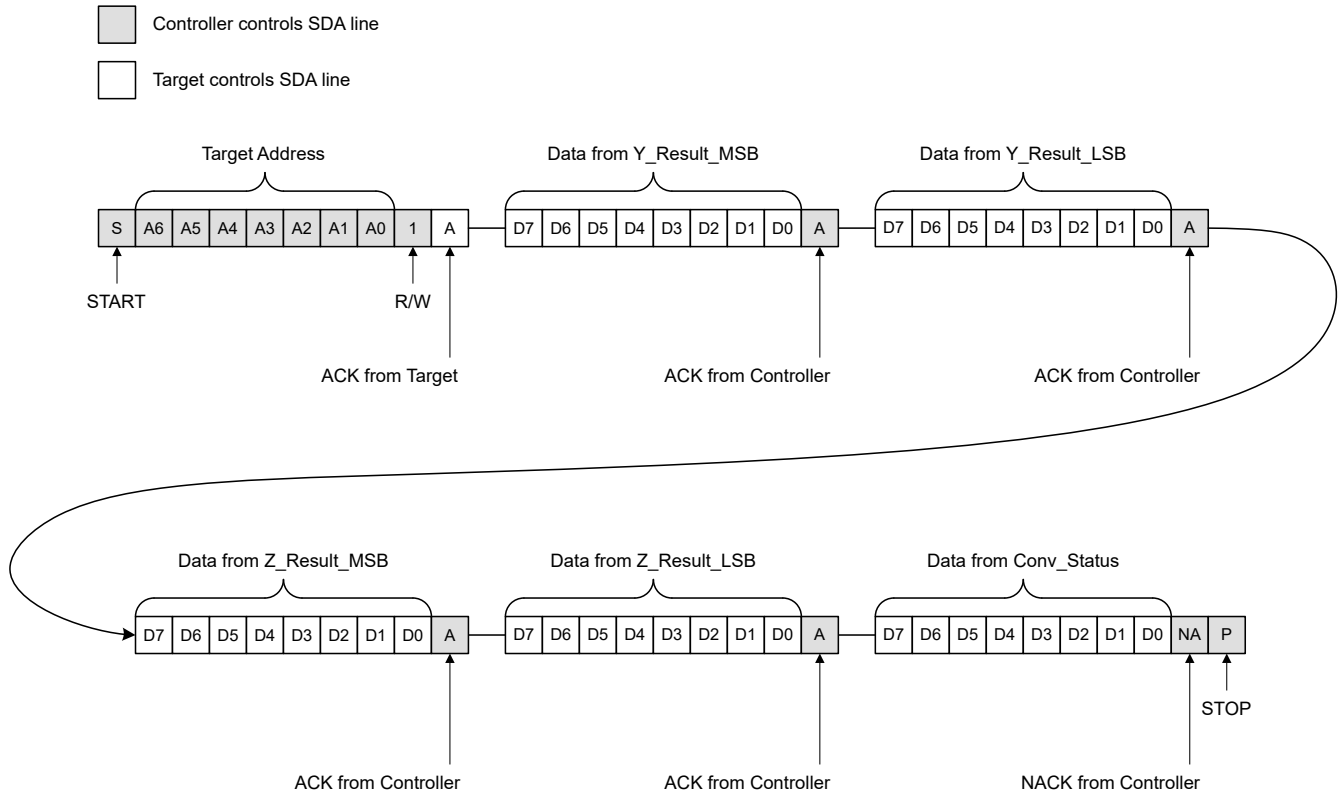 Controller controls SDA line
Target controls SDA line
Target Address
Data from Y_Result_MSB
Data from Y_Result_LSB
S A6 A5 A4 A3 A2 A1 A0 1 A D7 D6 D5 D4 D3 D2 D1 D0 A D7 D6 D5 D4 D3 D2 D1 D0 A
START
R/W
ACK from Target
ACK from Controller
ACK from Controller
Data from Z_Result_MSB
Data from Z_Result_LSB
Data from Conv_Status
D7 D6 D5 D4 D3 D2 D1 D0 A D7 D6 D5 D4 D3 D2 D1 D0 A D7 D6 D5 D4 D3 D2 D1 D0 NA P
STOP
ACK from Controller
ACK from Controller
NACK from Controller